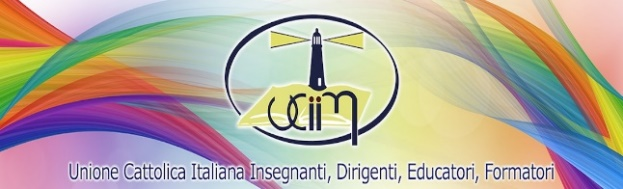 uciim
Unione Cattolica Italiana Insegnanti, Dirigenti, Educatori, Formatori